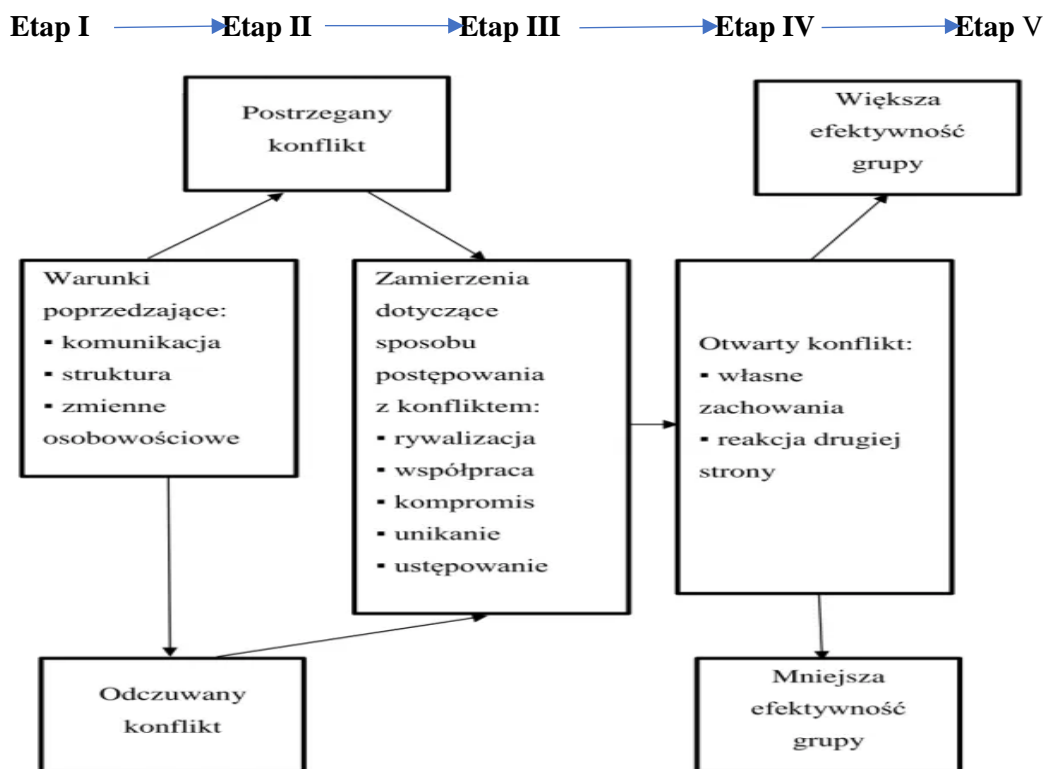 Etap I Etap II Etap III Etap IV Etap V
Postrzegany
konflikt
Większa
efektywność
grupy
Warunki
poprzedzające:
▪ komunikacja
▪ struktura
▪ zmienne
osobowościowe
Zamierzenia
dotyczące
sposobu
postępowania
z konfliktem:
▪ rywalizacja
▪ współpraca
▪ kompromis
▪ unikanie
▪ ustępowanie
Otwarty konflikt:
▪ własne
zachowania
▪ reakcja drugiej
strony
Odczuwany
konflikt
Mniejsza
efektywność
grupy